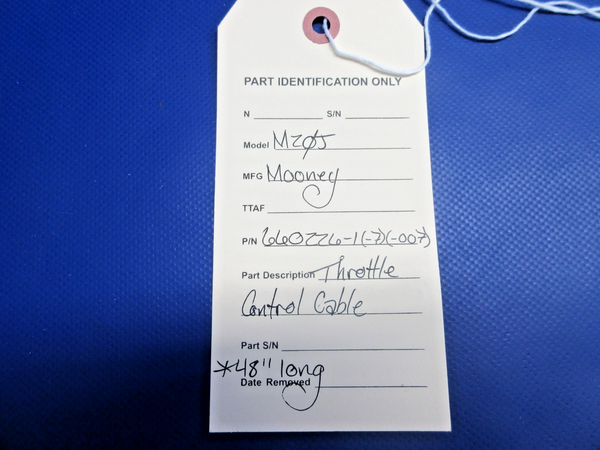 PART IDENTIFICATION ONLY
N S/N
Model M20J
MFG Mooney
TTAF
P/N 660226-1(-7)(-007)
Part Description Throttle
Control Cable
Part S/N
*48" long
Date Removed